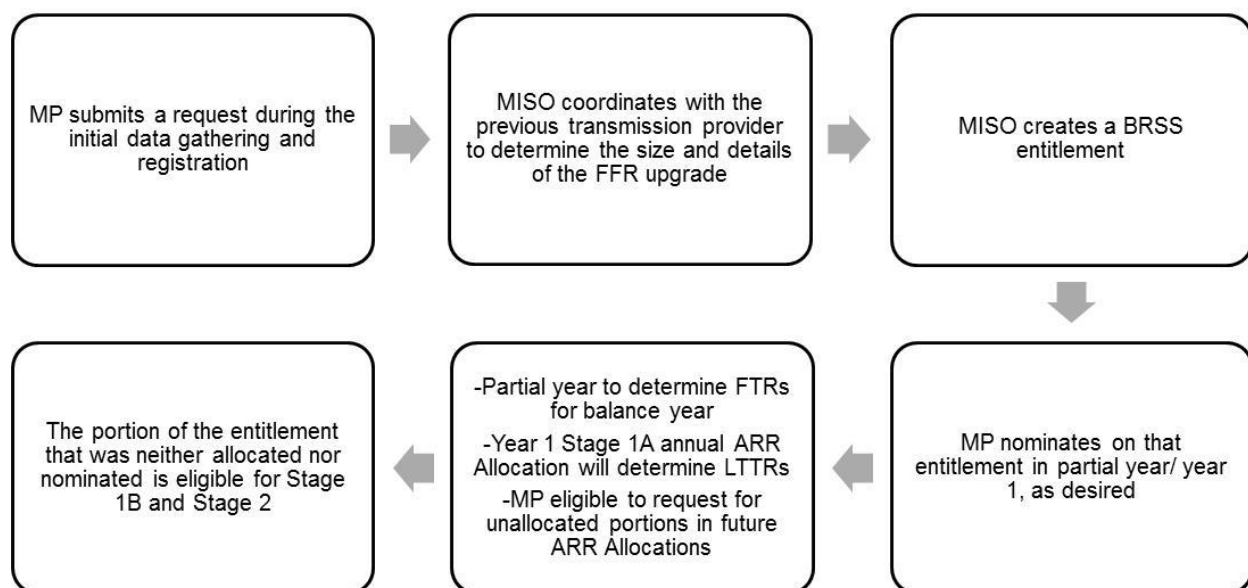 MP submits a request during the
initial data gathering and
registration
MISO coordinates with the
previous transmission provider
to determine the size and details
of the FFR upgrade
MISO creates a BRSS
entitlement
MP nominates on that
entitlement in partial year/ year
1, as desired
-Partial year to determine FTRs
for balance year
-Year 1 Stage 1A annual ARR
Allocation will determine LTTRs
-MP eligible to request for
unallocated portions in future
ARR Allocations
The portion of the entitlement
that was neither allocated nor
nominated is eligible for Stage
1B and Stage 2